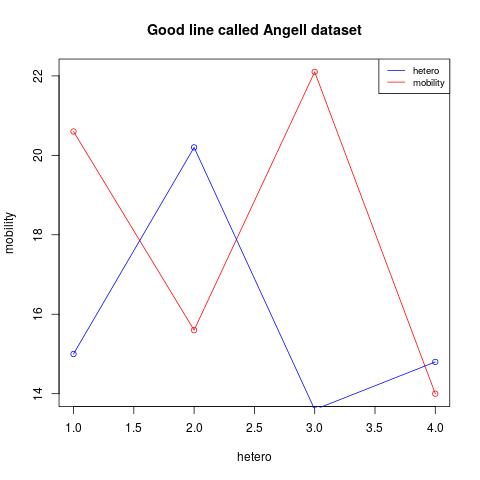 Good line called Angell dataset
hetero
mobility
mobility
22
20
18
16
14
1.0 1.5 2.0 2.5 3.0 3.5 4.0
hetero